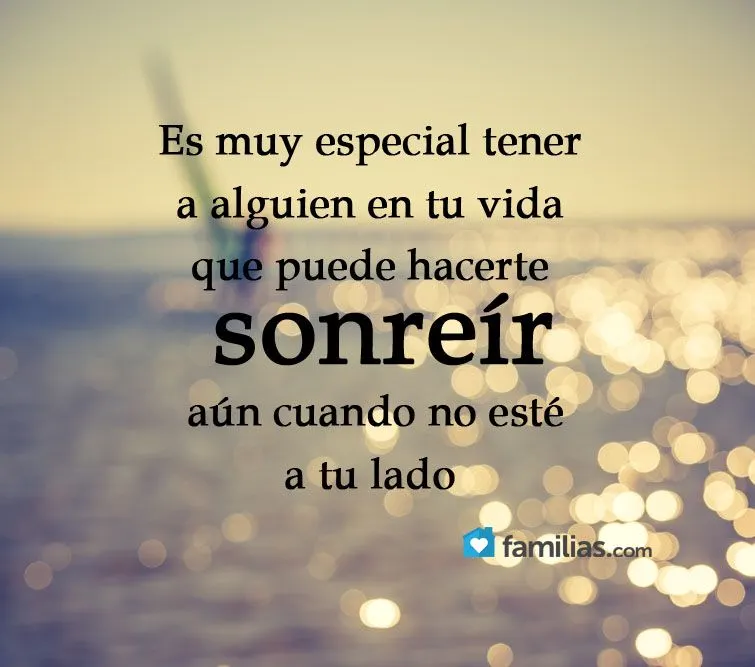 Es muy especial tener
a alguien en tu vida
que puede hacerte
sonreír
aún cuando no esté
a tu lado
familias.com